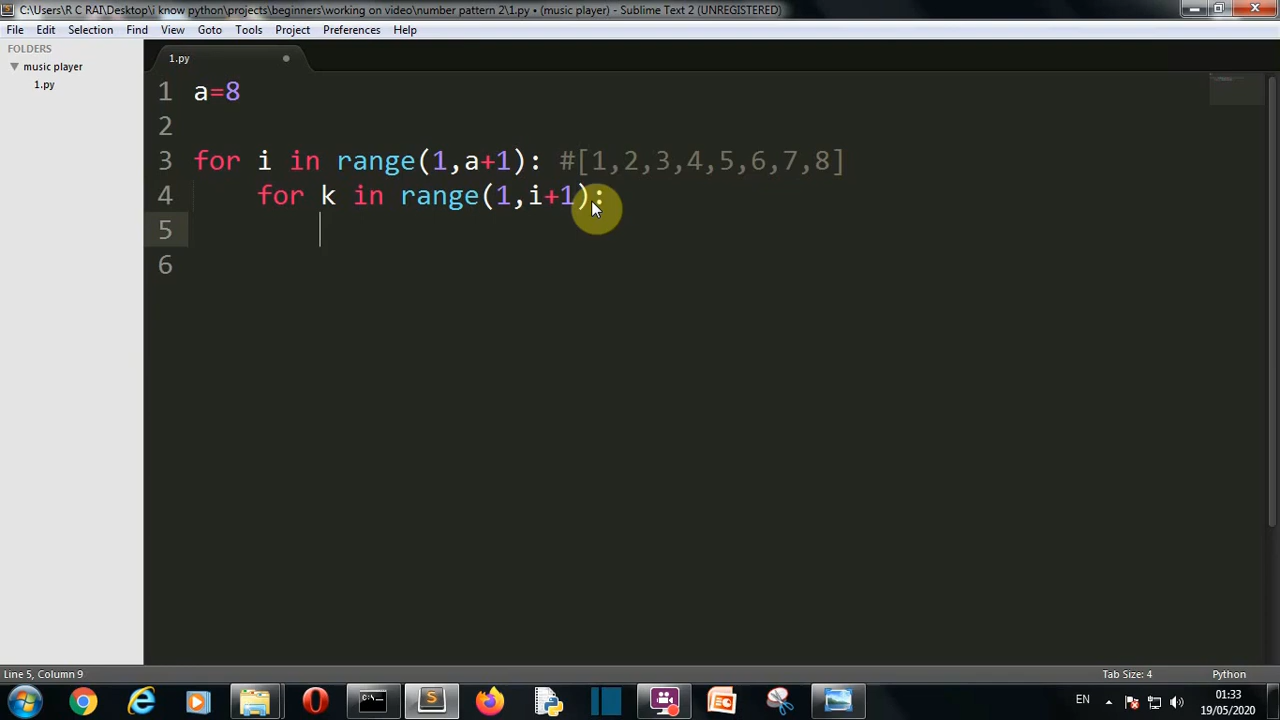 C:\Users\R C RAI\Desktop\i know python\projects\beginners\working on video\number pattern 2\1.py • (music player) - Sublime Text 2 (UNREGISTERED)
File Edit Selection Find View Goto Tools Project Preferences Help
FOLDERS
music player
1.py
1.py
1 a=8
2
3 for i in range(1,a+1): #[1,2,3,4,5,6,7,8]
4 for k in range(1,i+1):
5
6
Line 5, Column 9
Tab Size: 4
Python
EN
01:33
19/05/2020